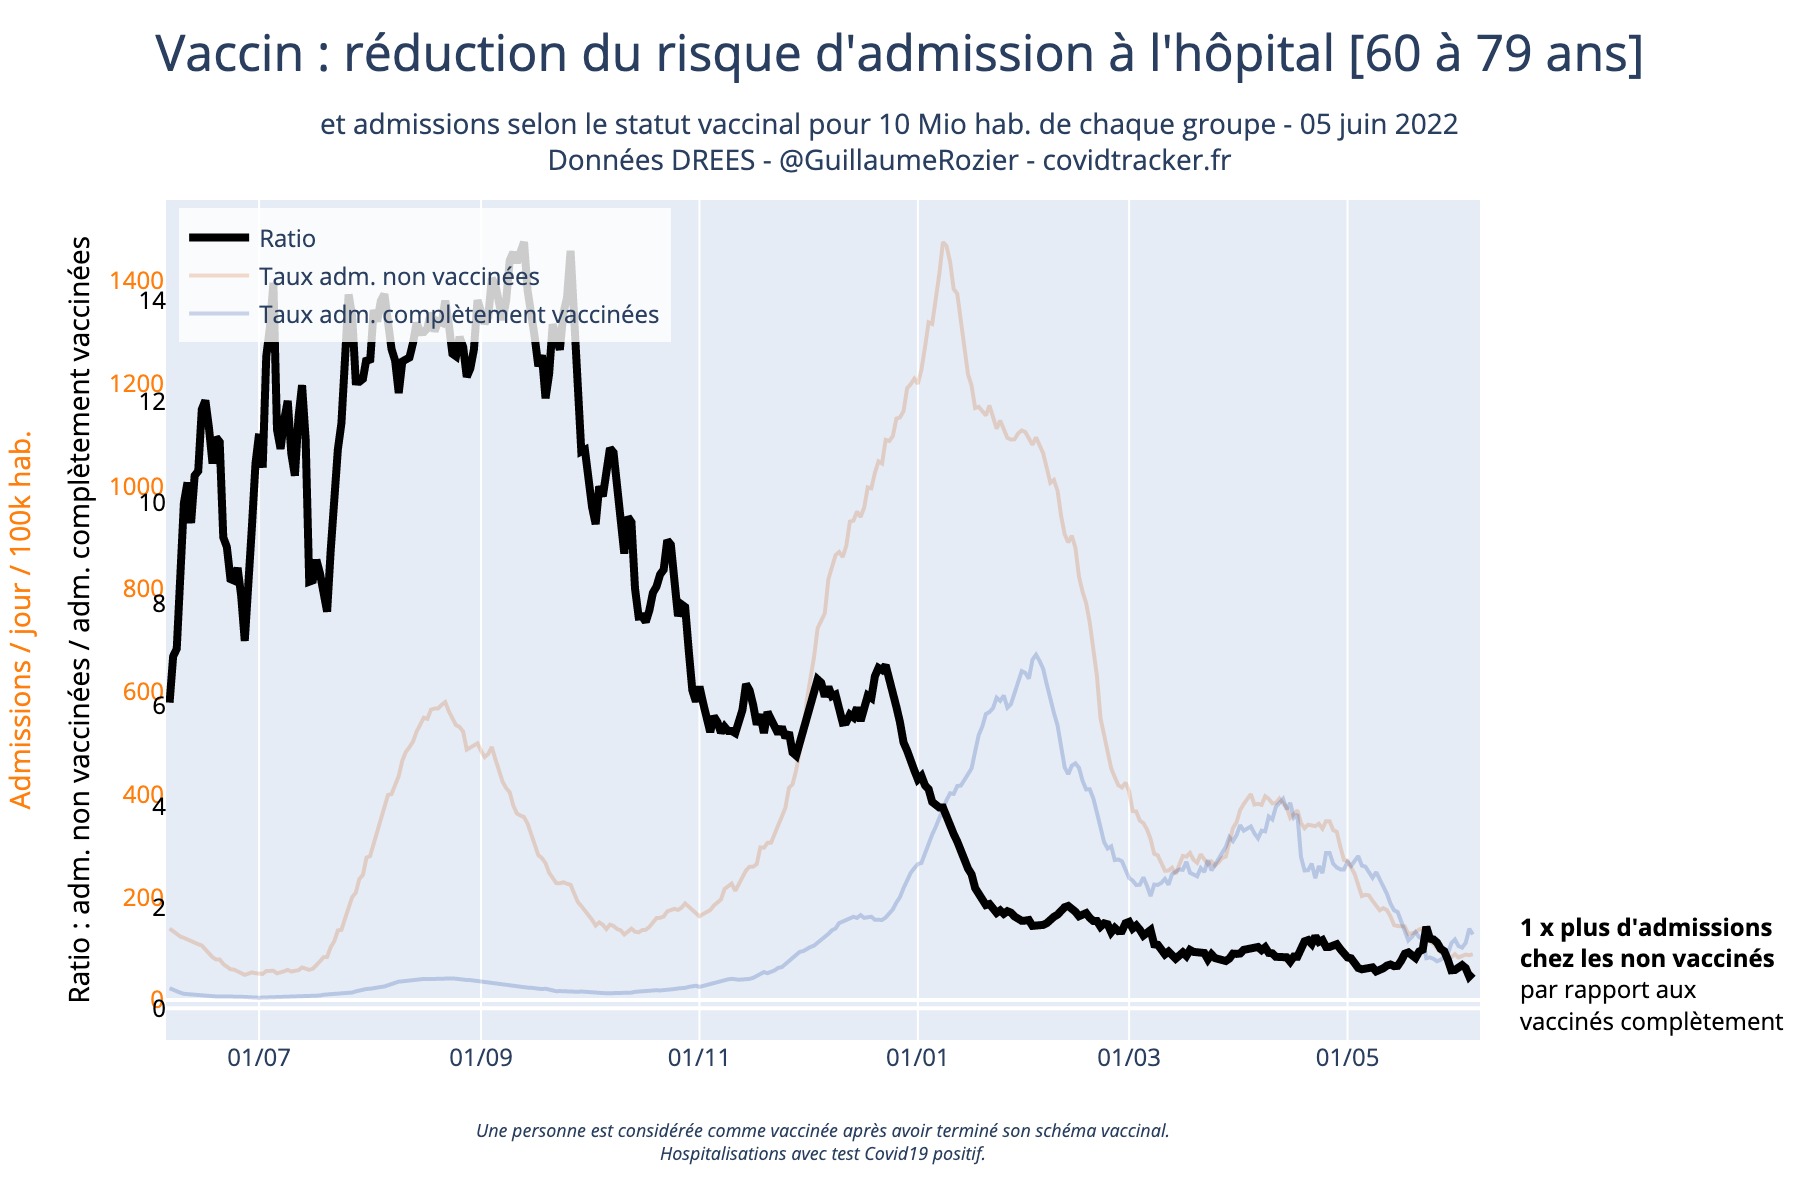 Vaccin : réduction du risque d'admission à l'hôpital [60 à 79 ans]
et admissions selon le statut vaccinal pour 10 Mio hab. de chaque groupe - 05 juin 2022
Données DREES - @GuillaumeRozier - covidtracker.fr
Admissions / jour / 100k hab.
Ratio : adm. non vaccinées / adm. complètement vaccinées
Ratio
Taux adm. non vaccinées
Taux adm. complètement vaccinées
1400
14
1200
12
1000
10
800
8
600
6
400
4
200
2
0
0
01/07
01/09
01/11
01/01
01/03
01/05
1 x plus d'admissions
chez les non vaccinés
par rapport aux
vaccinés complètement
Une personne est considérée comme vaccinée après avoir terminé son schéma vaccinal.
Hospitalisations avec test Covid19 positif.